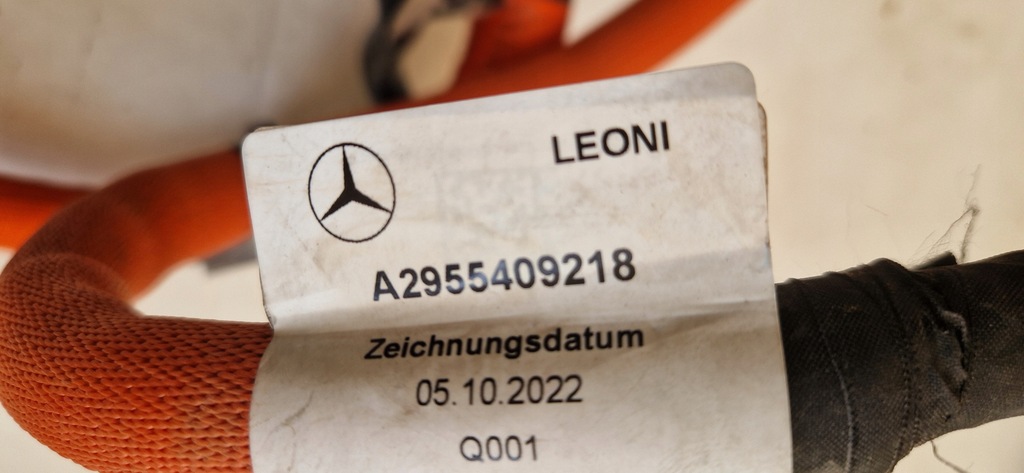 LEONI
A2955409218
Zeichnungsdatum
05.10.2022
Q001